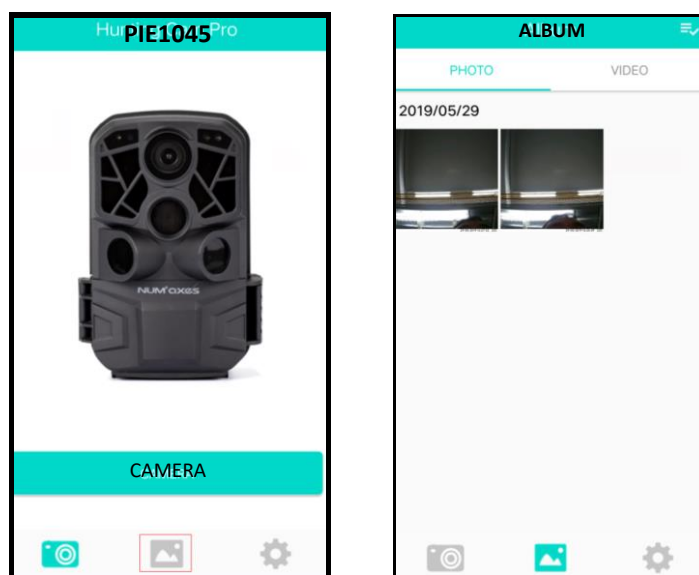 PIE1045
NUM'axes
CAMERA
ALBUM
PHOTO
VIDEO
2019/05/29